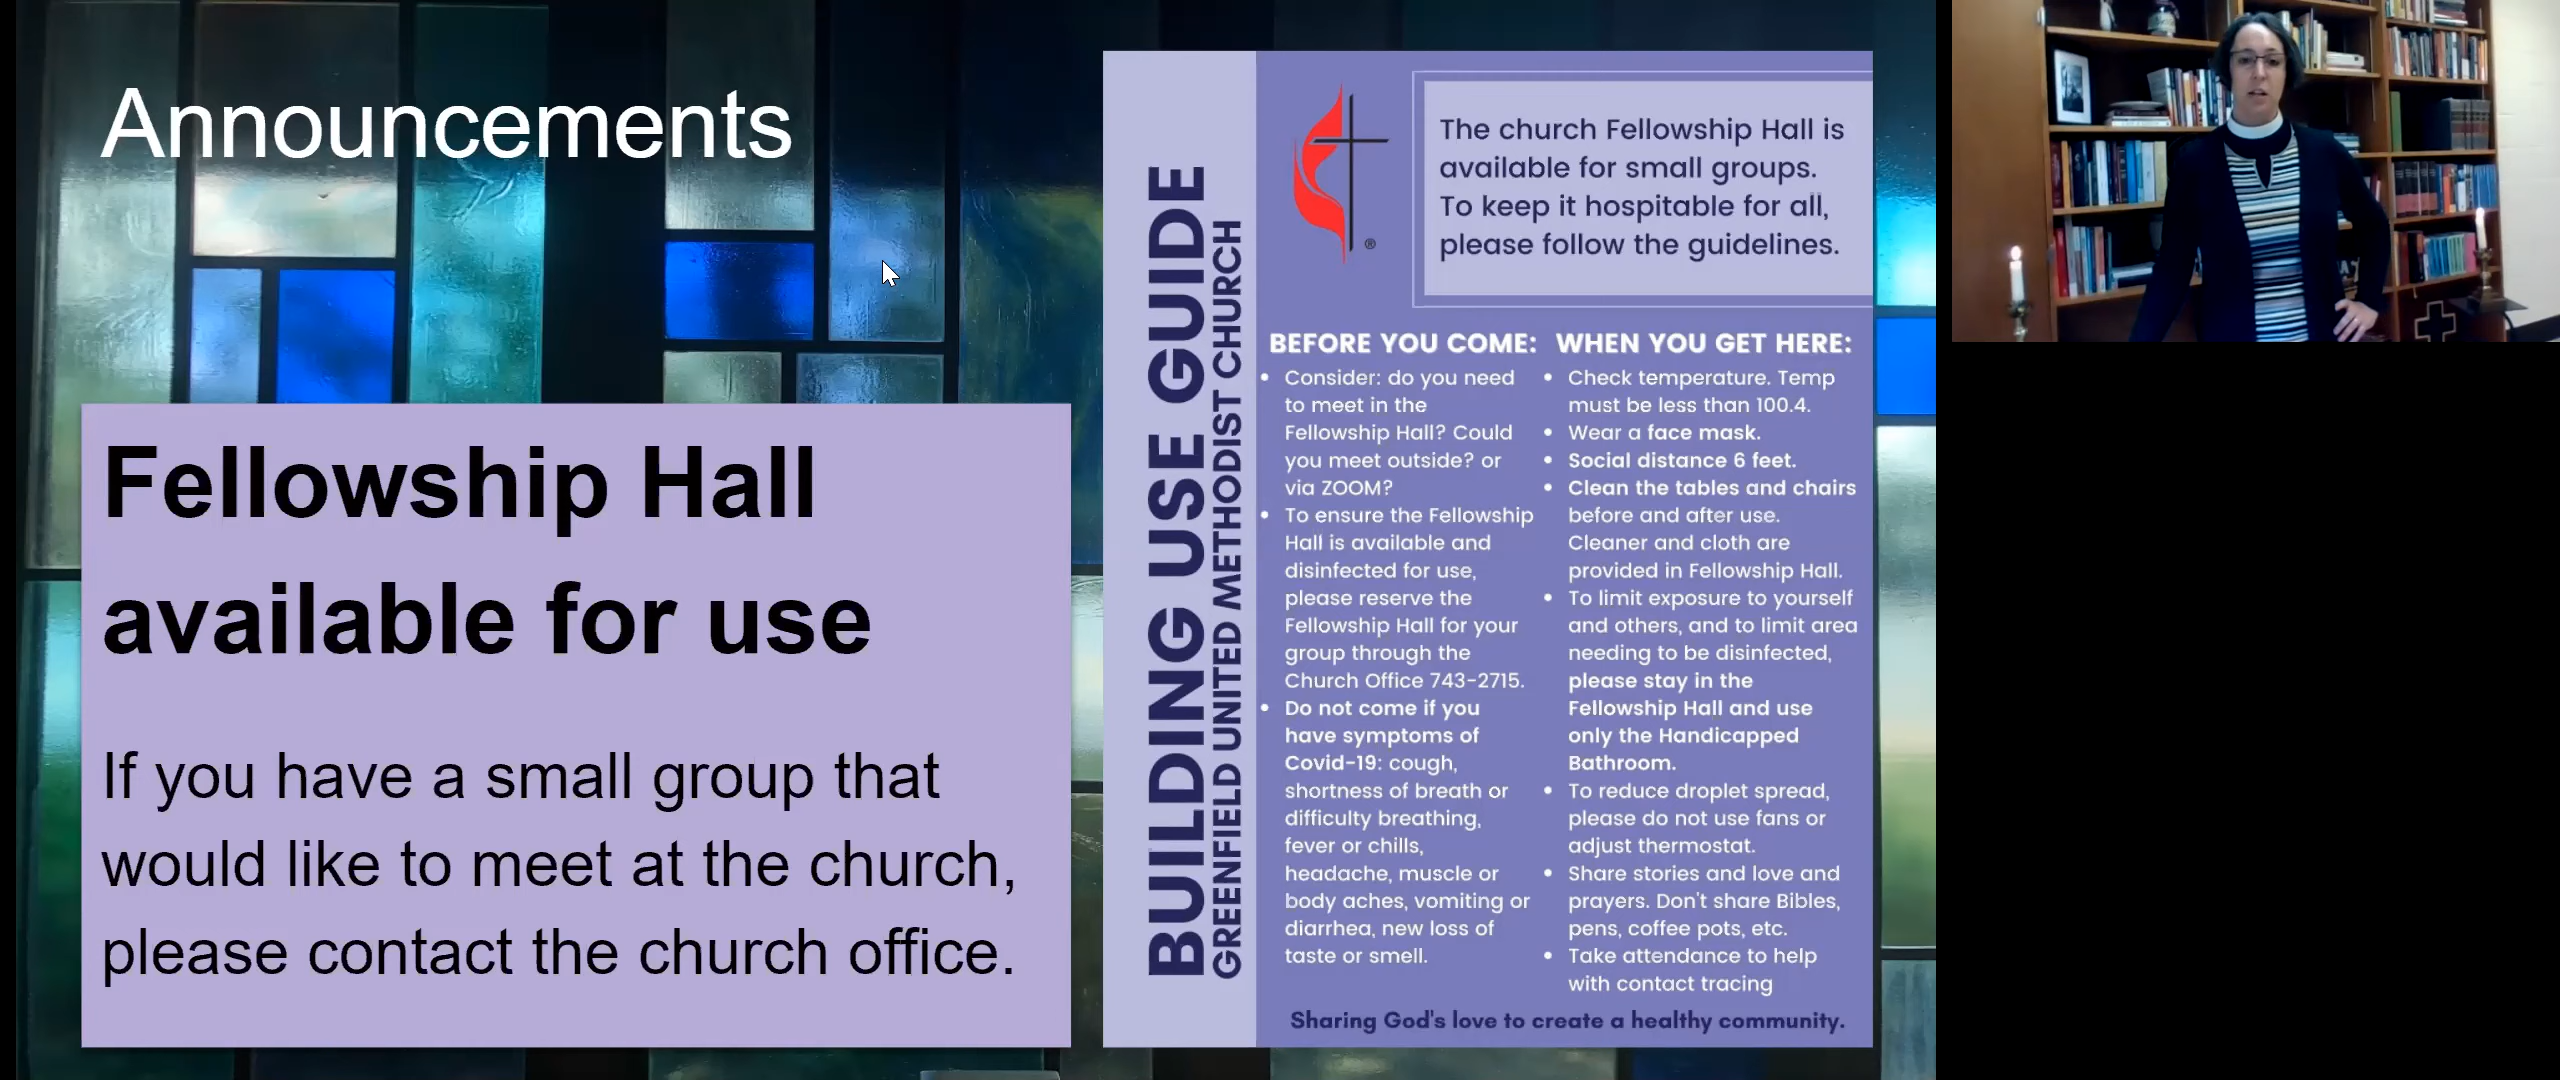 Announcements
Fellowship Hall
available for use
If you have a small group that
would like to meet at the church,
please contact the church office.
BUILDING USE GUIDE
GREENFIELD UNITED METHODIST CHURCH
®
The church Fellowship Hall is
available for small groups.
To keep it hospitable for all,
please follow the guidelines.
BEFORE YOU COME:
• Consider: do you need
to meet in the
Fellowship Hall? Could
you meet outside? or
via ZOOM?
• To ensure the Fellowship
Hall is available and
disinfected for use,
please reserve the
Fellowship Hall for your
group through the
Church Office 743-2715.
• Do not come if you
have symptoms of
Covid-19: cough,
shortness of breath or
difficulty breathing,
fever or chills,
headache, muscle or
body aches, vomiting or
diarrhea, new loss of
taste or smell.
WHEN YOU GET HERE:
• Check temperature. Temp
must be less than 100.4.
• Wear a face mask.
• Social distance 6 feet.
• Clean the tables and chairs
before and after use.
Cleaner and cloth are
provided in Fellowship Hall.
• To limit exposure to yourself
and others, and to limit area
needing to be disinfected,
please stay in the
Fellowship Hall and use
only the Handicapped
Bathroom.
• To reduce droplet spread,
please do not use fans or
adjust thermostat.
• Share stories and love and
prayers. Don't share Bibles,
pens, coffee pots, etc.
• Take attendance to help
with contact tracing
Sharing God's love to create a healthy community.